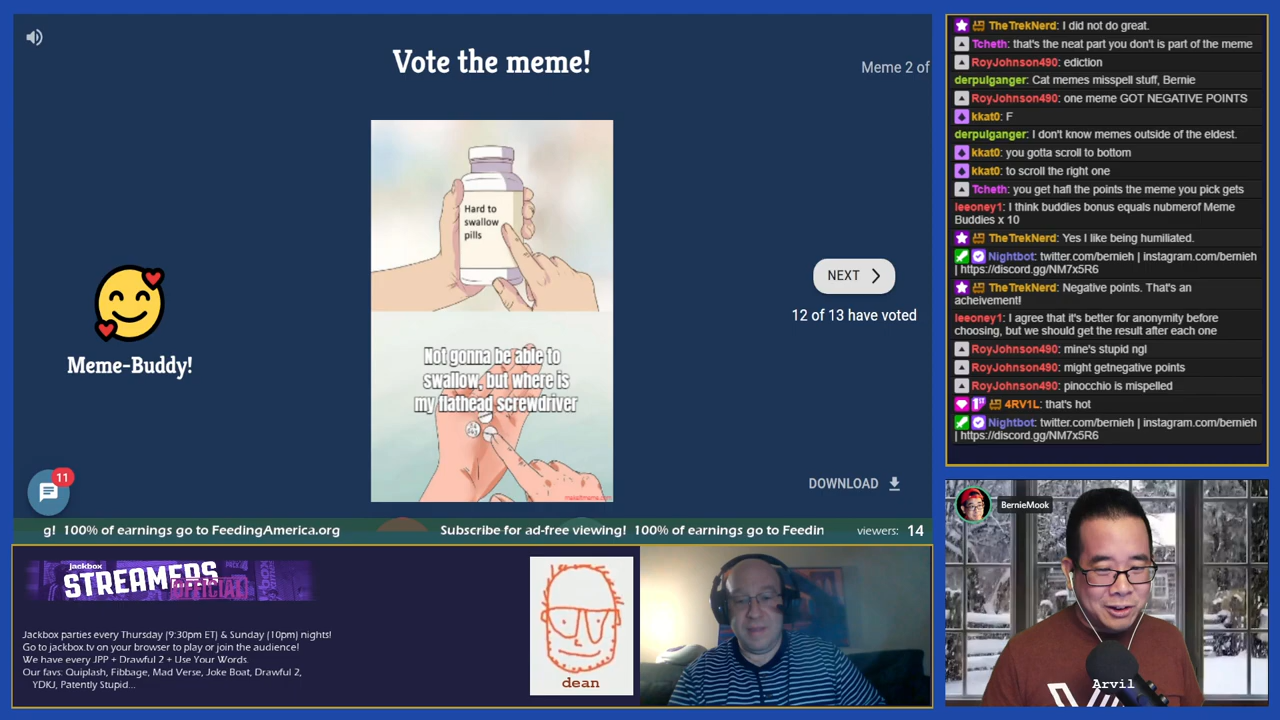 Vote the meme!
Meme 2 of
Hard to
swallow
pills
Not gonna be able to
swallow, but where is
my flathead screwdriver
makeitmeme.com
Meme-Buddy!
NEXT
12 of 13 have voted
DOWNLOAD
11
g! 100% of earnings go to FeedingAmerica.org
Subscribe for ad-free viewing! 100% of earnings go to Feedin
viewers: 14
jackbox
STREAMERS
OFFICIAL
Jackbox parties every Thursday (9:30pm ET) & Sunday (10pm) nights!
Go to jackbox.tv on your browser to play or join the audience!
We have every JPP + Drawful 2 + Use Your Words
Our favs: Quiplash, Fibbage, Mad Verse, Joke Boat, Drawful 2,
YDKJ, Patently Stupid...
dean
TheTrekNerd: I did not do great.
Tcheth: that's the neat part you don't is part of the meme
RoyJohnson490: ediction
derpulganger: Cat memes misspell stuff, Bernie
RoyJohnson490: one meme GOT NEGATIVE POINTS
kkat0: F
derpulganger: I don't know memes outside of the eldest.
kkat0: you gotta scroll to bottom
kkat0: to scroll the right one
Tcheth: you get hafl the points the meme you pick gets
leeoney1: I think buddies bonus equals nubmerof Meme
Buddies x 10
TheTrekNerd: Yes I like being humiliated.
Nightbot: twitter.com/bernieh | instagram.com/bernieh
| https://discord.gg/NM7x5R6
TheTrekNerd: Negative points. That's an
acheivement!
leeoney1: I agree that it's better for anonymity before
choosing, but we should get the result after each one
RoyJohnson490: mine's stupid ngl
RoyJohnson490: might getnegative points
RoyJohnson490: pinocchio is mispelled
4RV1L: that's hot
Nightbot: twitter.com/bernieh | instagram.com/bernieh
| https://discord.gg/NM7x5R6
BernieMook
Arvil